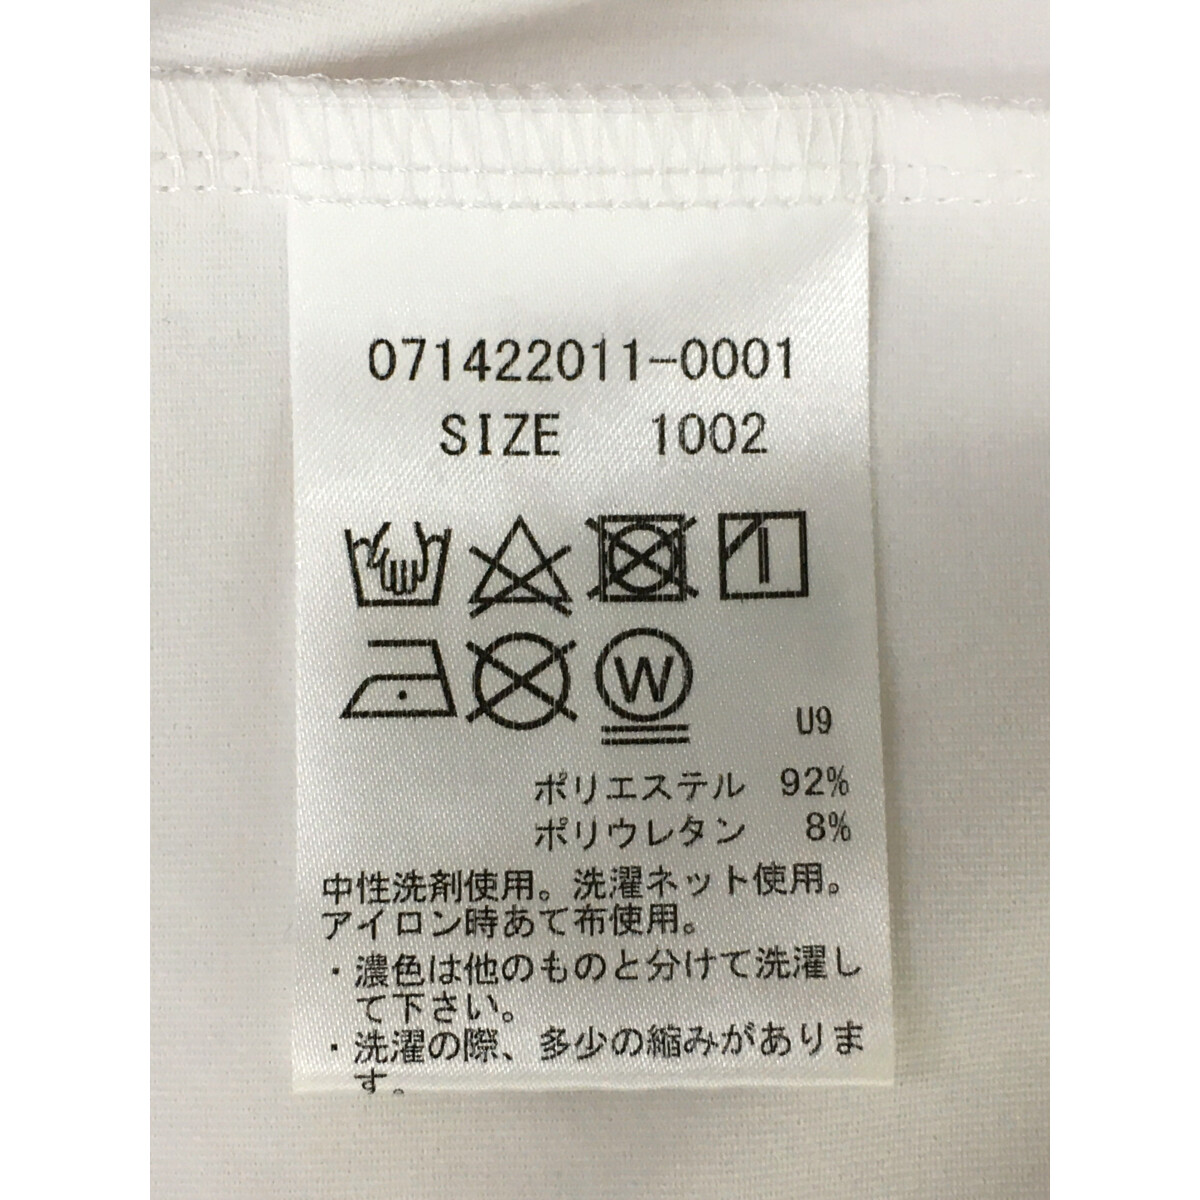 071422011-0001
SIZE 1002
W
U9
ポリエステル 92%
ポリウレタン 8%
中性洗剤使用。洗濯ネット使用。
アイロン時あて布使用。
・濃色は他のものと分けて洗濯し
て下さい。
・洗濯の際、多少の縮みがありま
す。